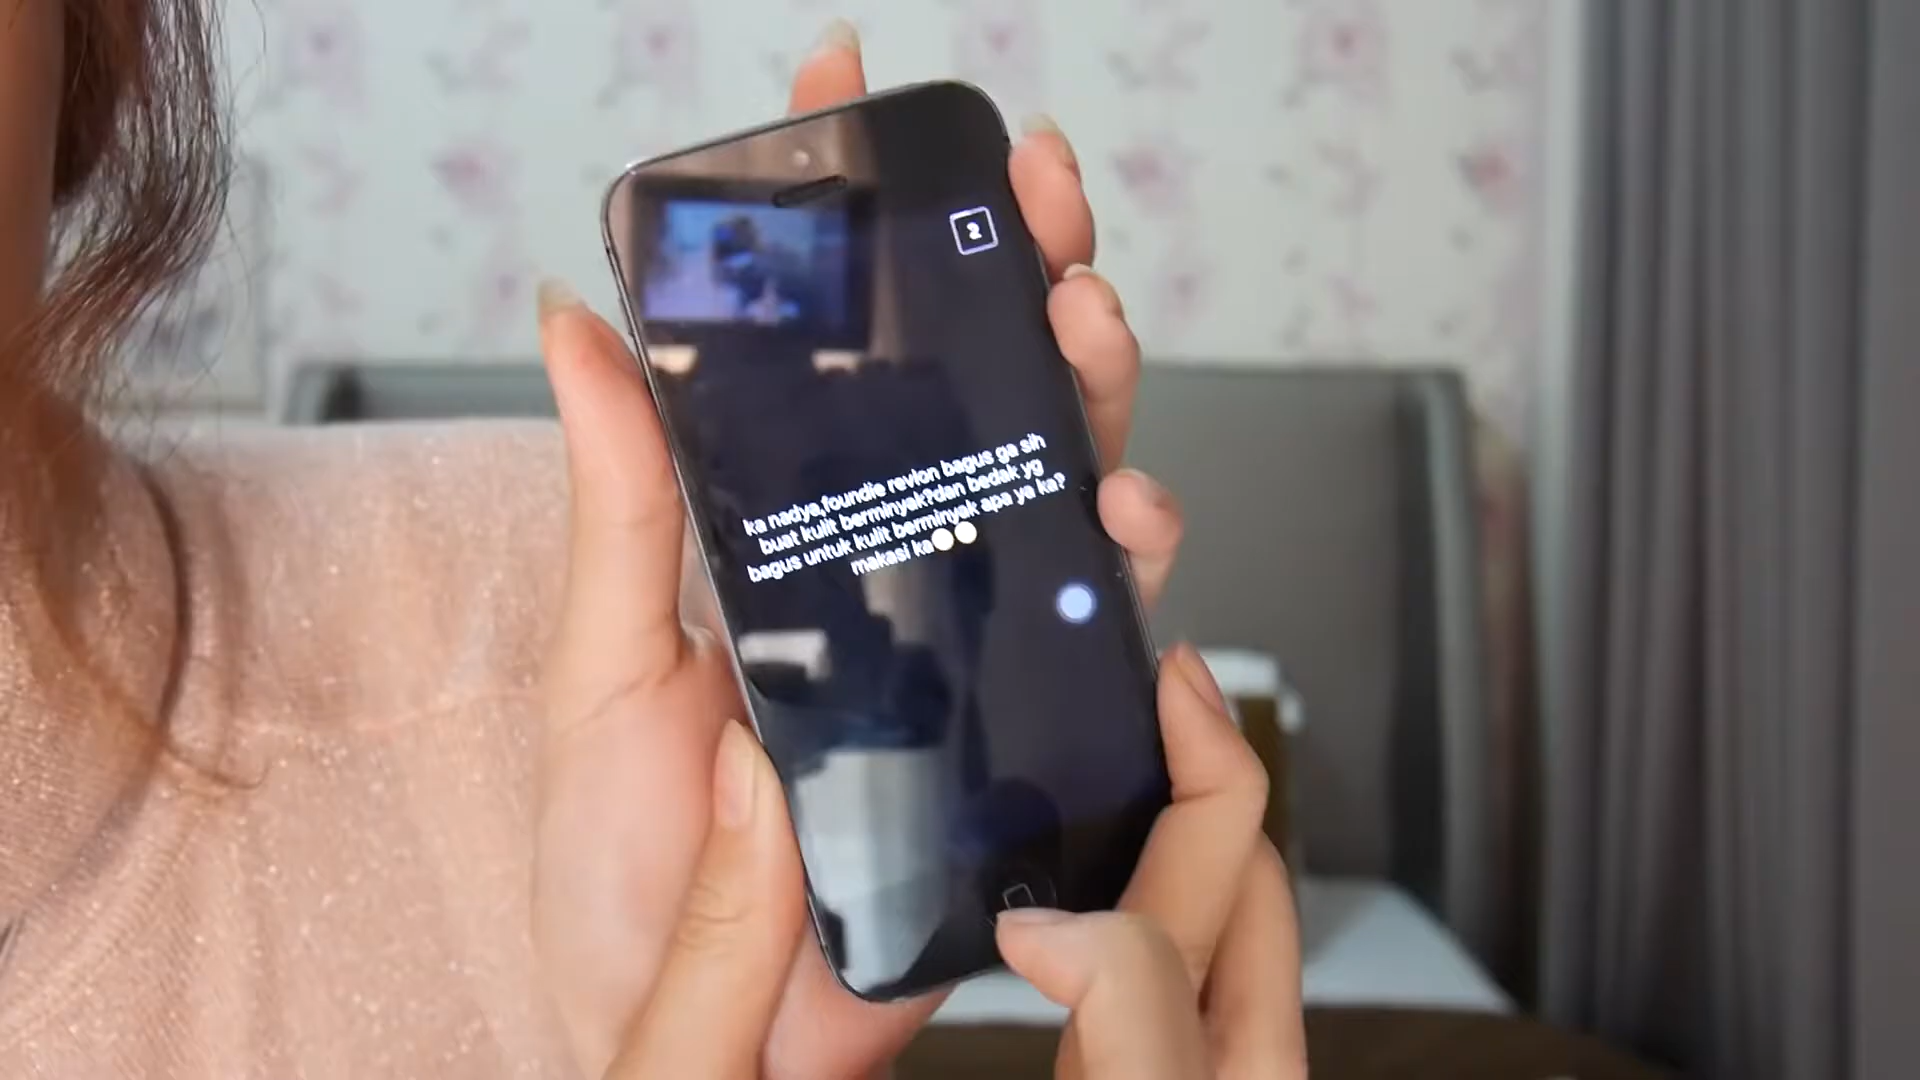 2
ka nadya,foundie revlon bagus ga sih
buat kulit berminyak?dan bedak yg
bagus untuk kulit berminyak apa ya ka?
makasi ka